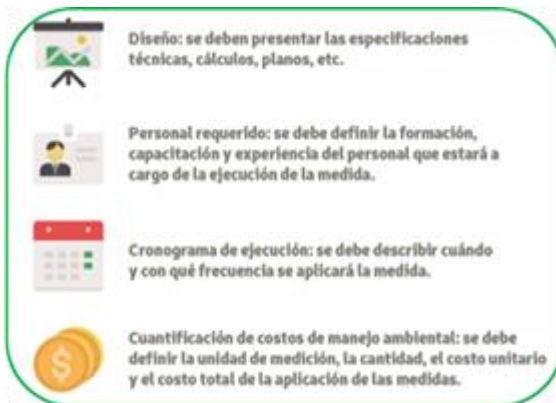 Diseño: se deben presentar las especificaciones
técnicas, cálculos, planos, etc.
Personal requerido: se debe definir la formación,
capacitación y experiencia del personal que estará a
cargo de la ejecución de la medida.
Cronograma de ejecución: se debe describir cuándo
y con qué frecuencia se aplicará la medida.
Cuantificación de costos de manejo ambiental: se debe
definir la unidad de medición, la cantidad, el costo unitario
y el costo total de la aplicación de las medidas.